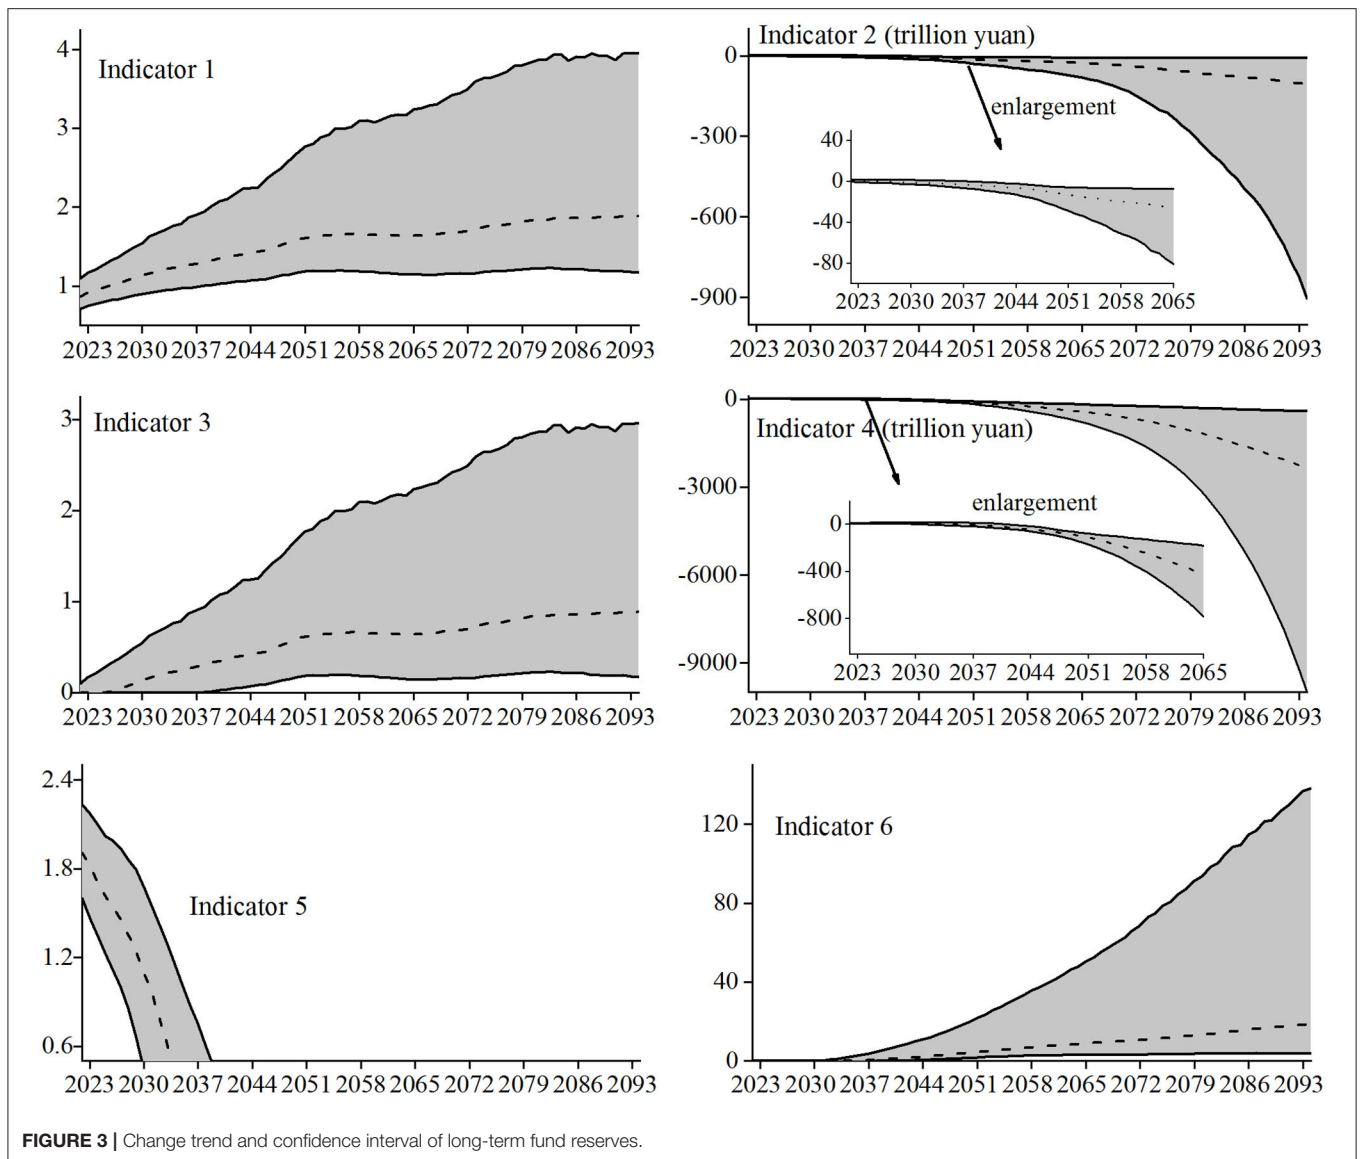 Indicator 1
4
3
2
1
2023 2030 2037 2044 2051 2058 2065 2072 2079 2086 2093
Indicator 2 (trillion yuan)
0
-300
-600
-900
enlargement
40
0
-40
-80
2023 2030 2037 2044 2051 2058 2065
2023 2030 2037 2044 2051 2058 2065 2072 2079 2086 2093
Indicator 3
3
2
1
0
2023 2030 2037 2044 2051 2058 2065 2072 2079 2086 2093
0
Indicator 4 (trillion yuan)
-3000
-6000
-9000
enlargement
0
-400
-800
2023 2030 2037 2044 2051 2058 2065
2023 2030 2037 2044 2051 2058 2065 2072 2079 2086 2093
2.4
1.8
1.2
0.6
Indicator 5
2023 2030 2037 2044 2051 2058 2065 2072 2079 2086 2093
Indicator 6
120
80
40
0
2023 2030 2037 2044 2051 2058 2065 2072 2079 2086 2093
FIGURE 3 | Change trend and confidence interval of long-term fund reserves.